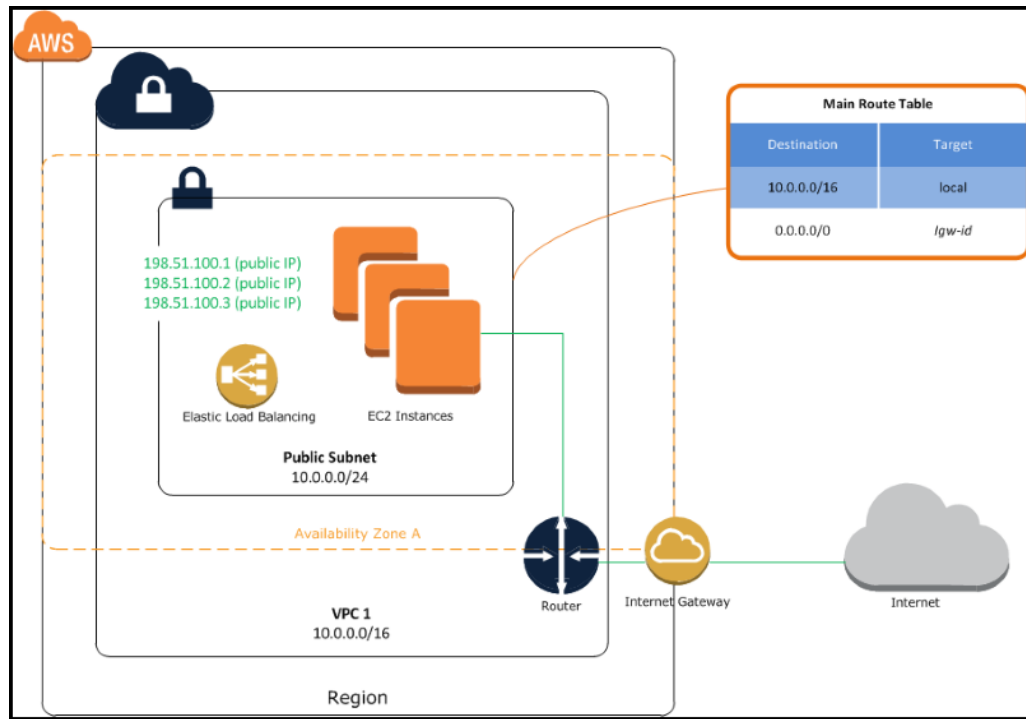 AWS
Main Route Table
Destination Target
10.0.0.0/16 local
0.0.0.0/0 Igw-id
198.51.100.1 (public IP)
198.51.100.2 (public IP)
198.51.100.3 (public IP)
Elastic Load Balancing
EC2 Instances
Public Subnet
10.0.0.0/24
Availability Zone A
Router
Internet Gateway
Internet
VPC 1
10.0.0.0/16
Region